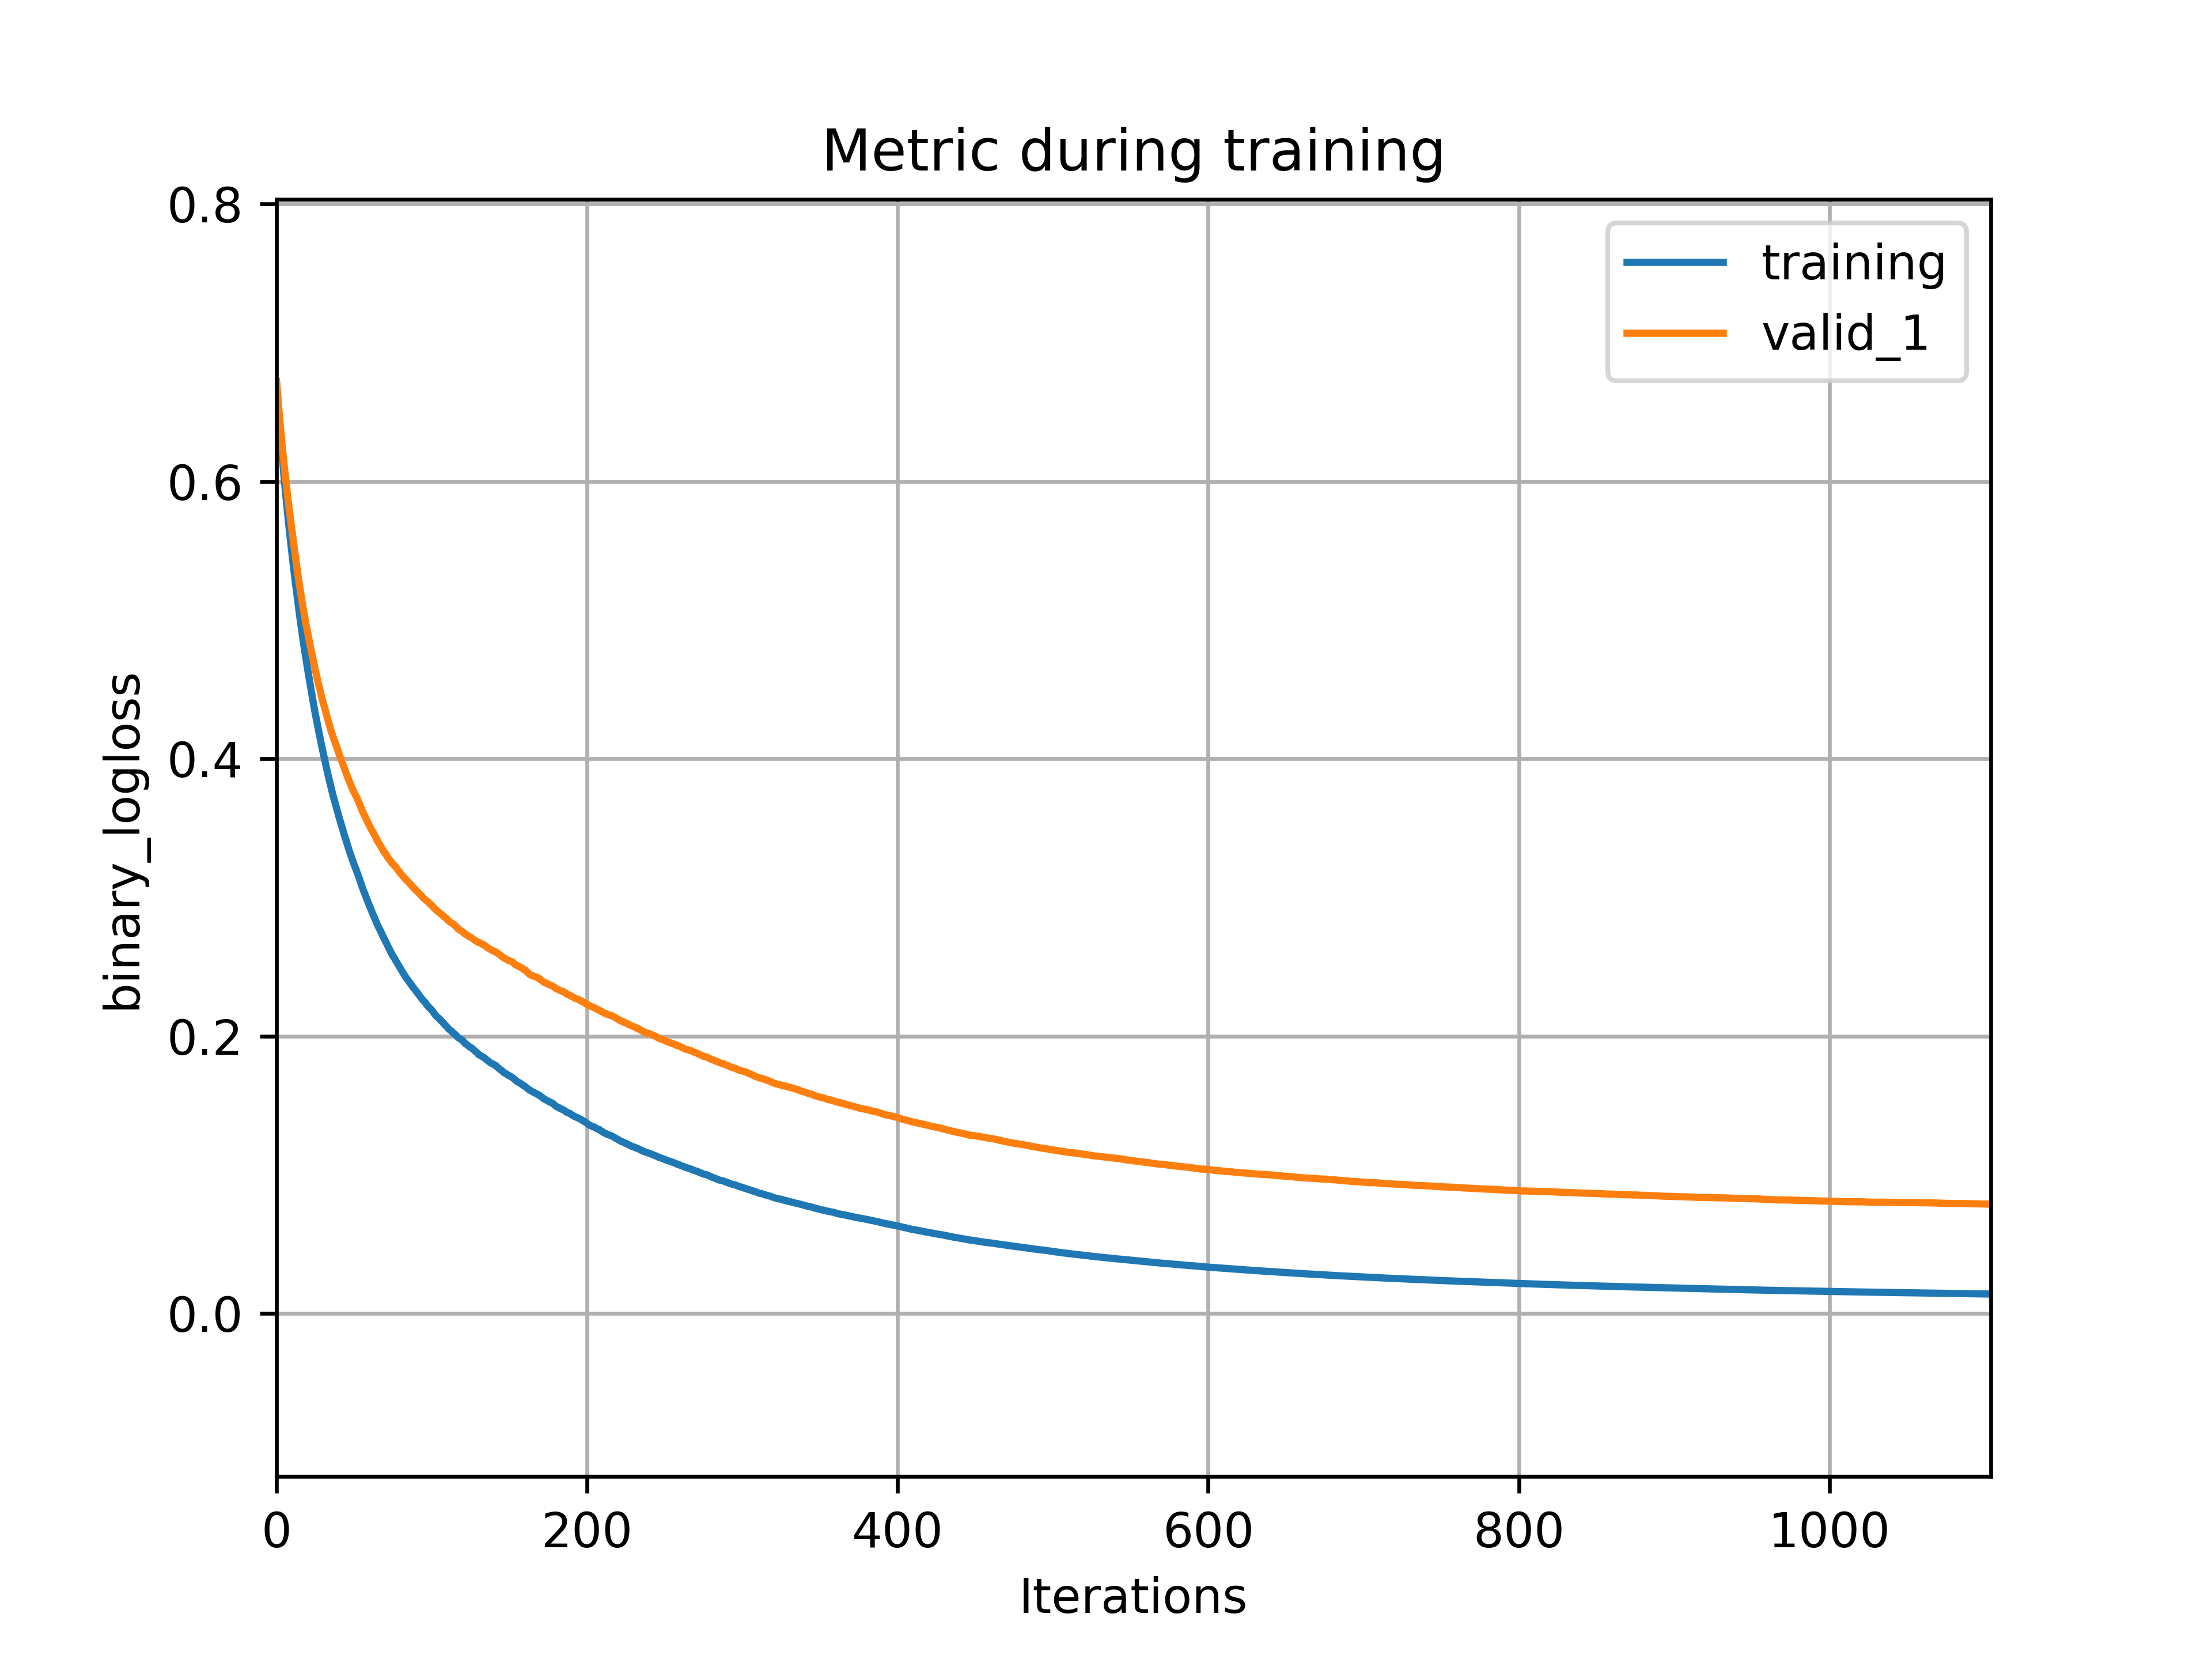 Metric during training
0.8
training
valid_1
0.6
0.4
binary_logloss
0.2
0.0
0 200 400 600 800 1000
Iterations